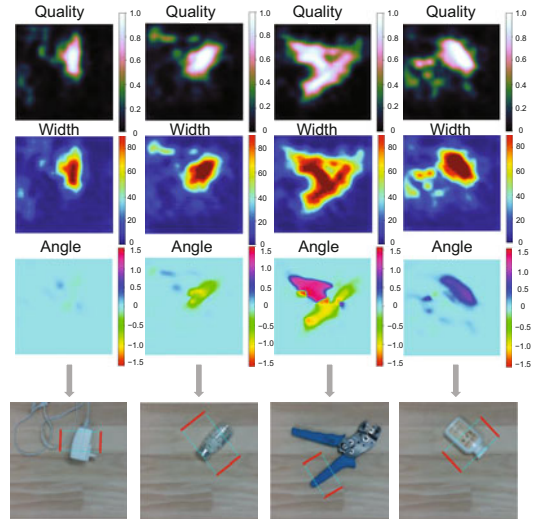 Quality Quality Quality Quality
1.0 1.0 1.0 1.0
0.8 0.8 0.8 0.8
0.6 0.6 0.6 0.6
0.4 0.4 0.4 0.4
0.2 0.2 0.2 0.2
0 0 0 0
Width Width Width Width
80 80 80 80
60 60 60 60
40 40 40 40
20 20 20 20
0 0 0 0
Angle Angle Angle Angle
1.5 1.5 1.5 1.5
1.0 1.0 1.0 1.0
0.5 0.5 0.5 0.5
0 0 0 0
−0.5 −0.5 −0.5 −0.5
−1.0 −1.0 −1.0 −1.0
−1.5 −1.5 −1.5 −1.5